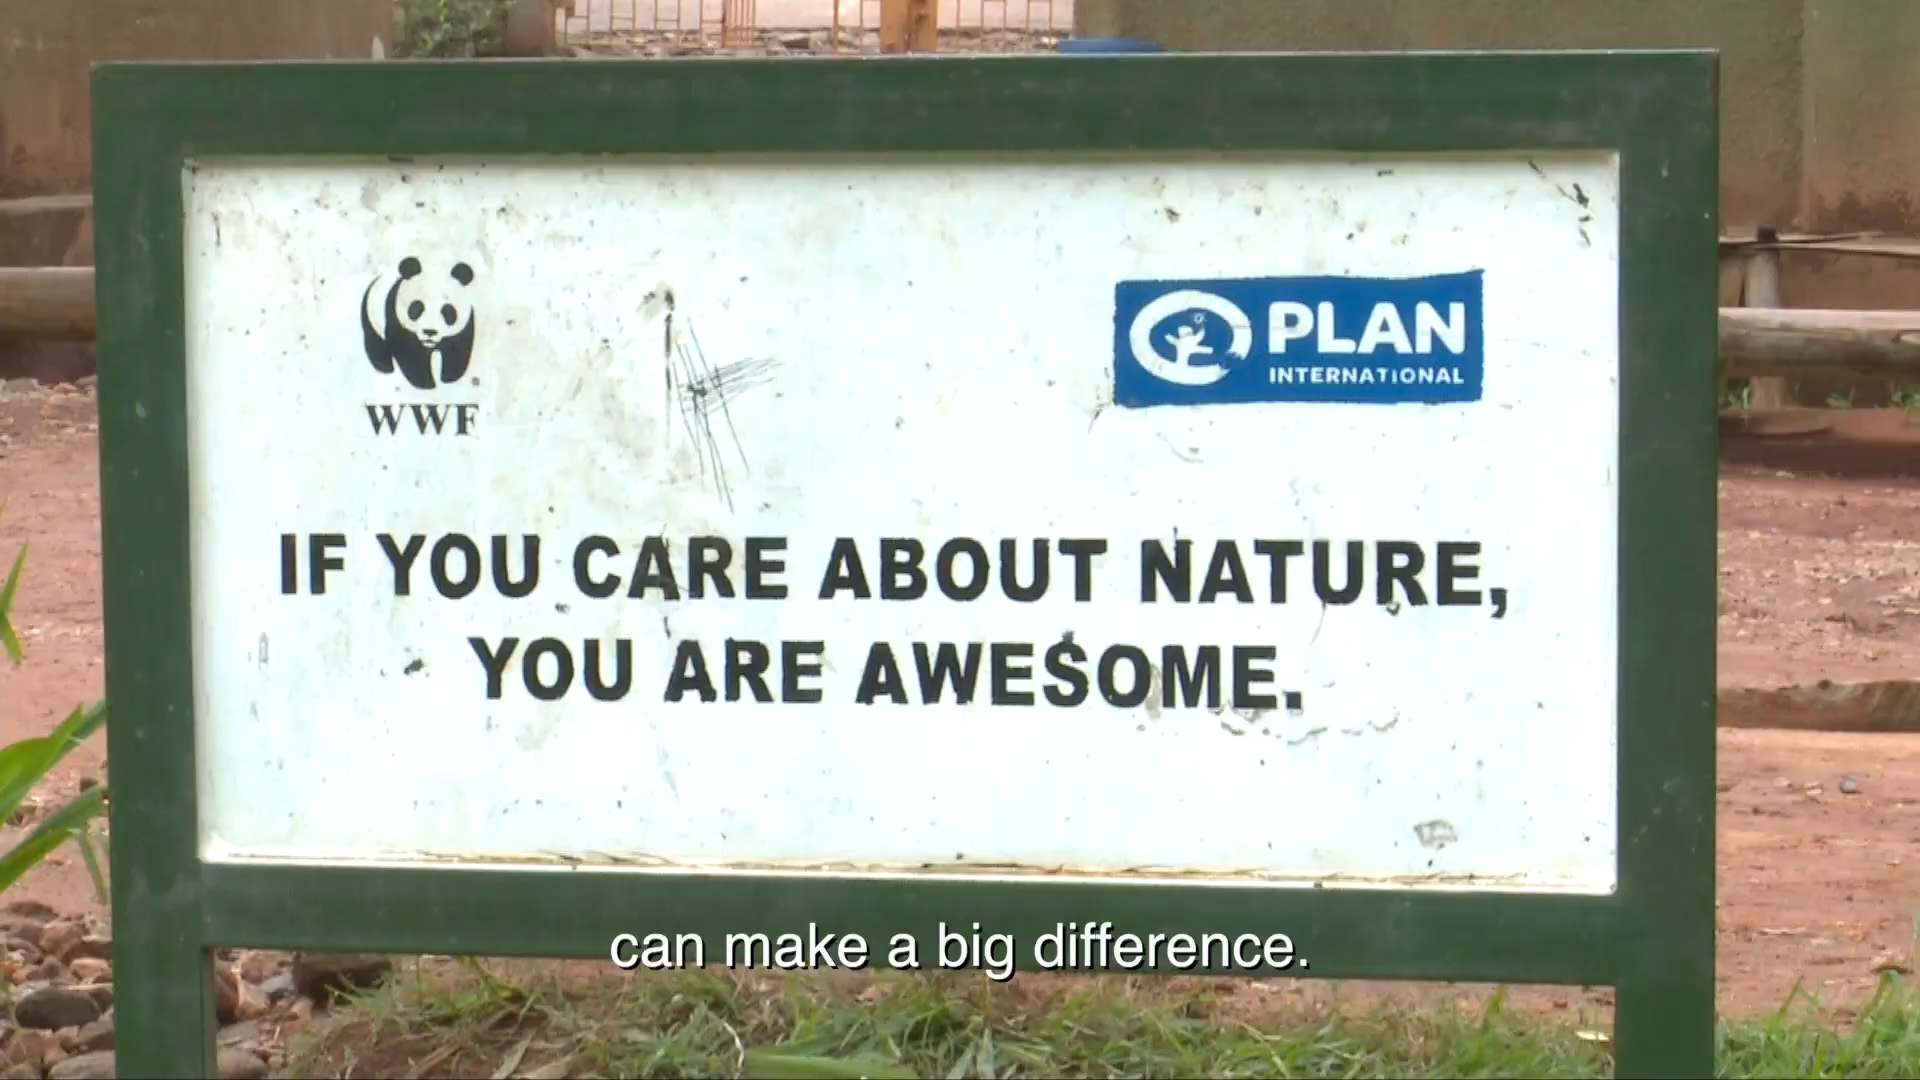 WWF
PLAN
INTERNATIONAL
IF YOU CARE ABOUT NATURE,
YOU ARE AWESOME.
can make a big difference.